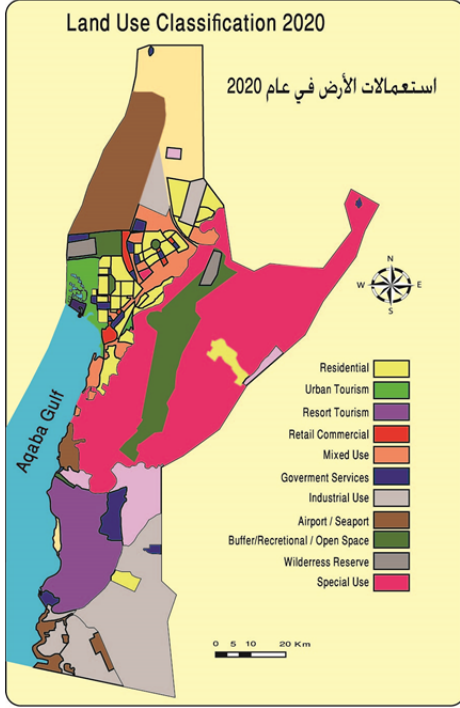 Land Use Classification 2020
استعمالات الأرض في عام 2020
N
W E
S
Aqaba Gulf
Residential
Urban Tourism
Resort Tourism
Retail Commercial
Mixed Use
Goverment Services
Industrial Use
Airport / Seaport
Buffer/Recretional / Open Space
Wilderress Reserve
Special Use
0 5 10 20 Km